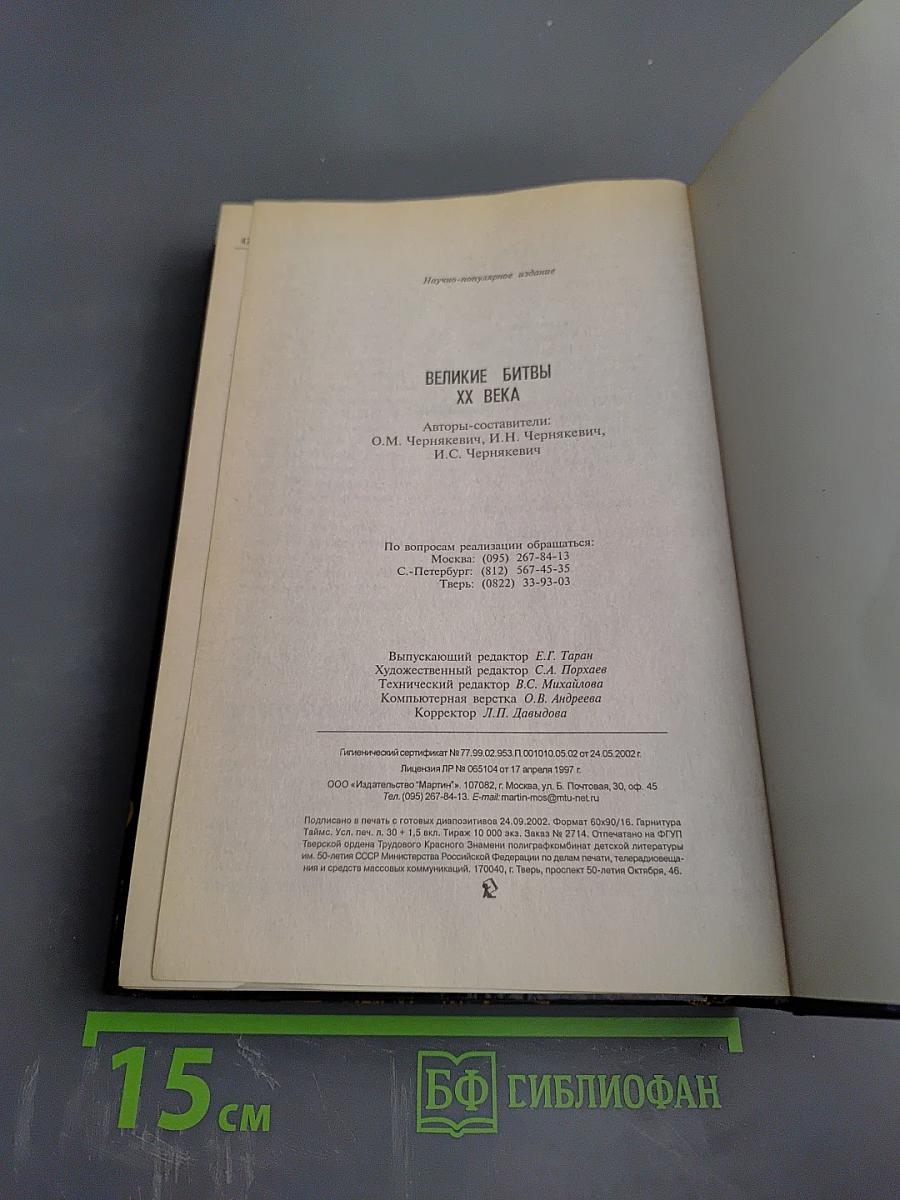 Научно-популярное издание
ВЕЛИКИЕ БИТВЫ
XX ВЕКА
Авторы-составители:
О.М. Чернякевич, И.Н. Чернякевич,
И.С. Чернякевич
По вопросам реализации обращаться:
Москва: (095) 267-84-13
С.-Петербург: (812) 567-45-35
Тверь: (0822) 33-93-03
Выпускающий редактор Е.Г. Таран
Художественный редактор С.А. Порхаев
Технический редактор В.С. Михайлова
Компьютерная верстка О.В. Андреева
Корректор Л.П. Давыдова
Гигиенический сертификат № 77.99.02.953.П.001010.05.02 от 24.05.2002 г.
Лицензия ЛР № 065104 от 17 апреля 1997 г.
ООО «Издательство "Мартин"». 107082, г. Москва, ул. Б. Почтовая, 30, оф. 45
Тел. (095) 267-84-13. E-mail: martin-mos@mtu-net.ru
Подписано в печать с готовых диапозитивов 24.09.2002. Формат 60х90/16. Гарнитура
Таймс. Усл. печ. л. 30 + 1,5 вкл. Тираж 10 000 экз. Заказ № 2714. Отпечатано на ФГУП
Тверской ордена Трудового Красного Знамени полиграфкомбинат детской литературы
им. 50-летия СССР Министерства Российской Федерации по делам печати, телерадиовеща-
ния и средств массовых коммуникаций. 170040, г. Тверь, проспект 50-летия Октября, 46.
15 см
БФ БИБЛИОФАН